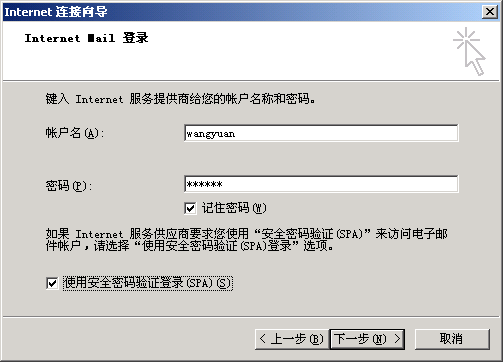 Internet 连接向导
Internet Mail 登录
键入 Internet 服务提供商给您的帐户名称和密码。
帐户名(A):
wangyuan
密码(P):
******
记住密码(W)
如果 Internet 服务供应商要求您使用“安全密码验证(SPA)”来访问电子邮
件帐户，请选择“使用安全密码验证(SPA)登录”选项。
使用安全密码验证登录(SPA)(S)
< 上一步(B) 下一步(N) > 取消